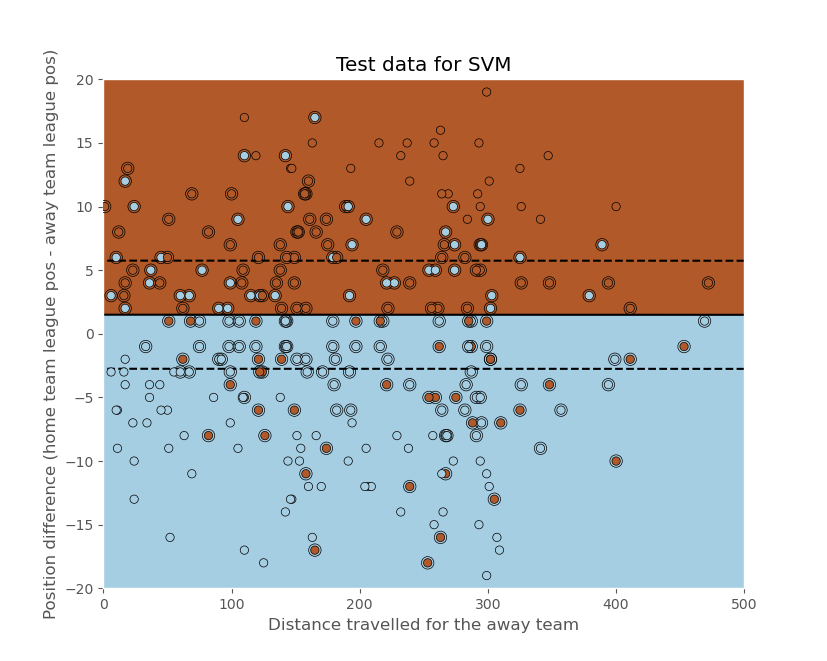 Test data for SVM
Position difference (home team league pos - away team league pos)
20
15
10
5
0
−5
−10
−15
−20
0 100 200 300 400 500
Distance travelled for the away team